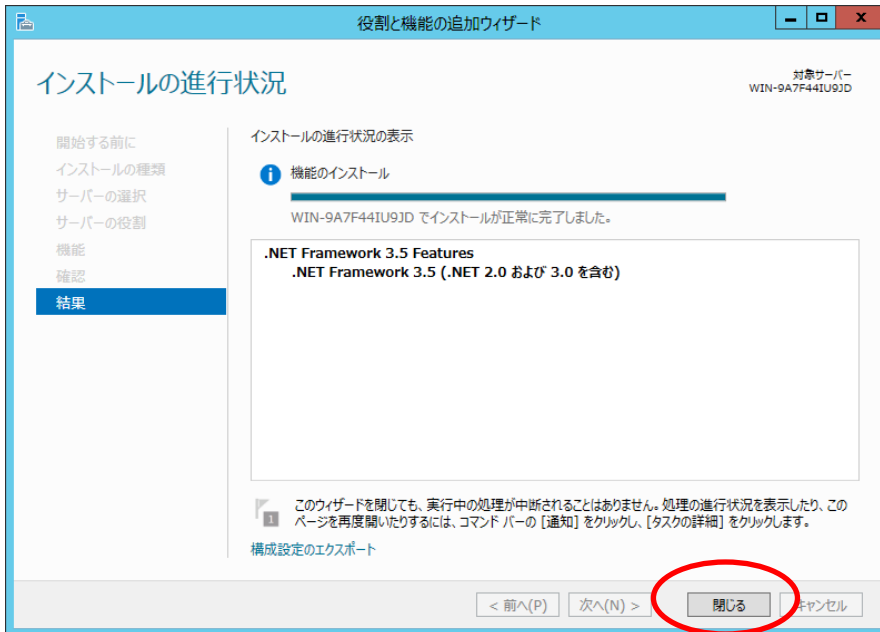 役割と機能の追加ウィザード
インストールの進行状況
対象サーバー
WIN-9A7F44IU9JD
開始する前に
インストールの種類
サーバーの選択
サーバーの役割
機能
確認
結果
インストールの進行状況の表示
機能のインストール
WIN-9A7F44IU9JD でインストールが正常に完了しました。
.NET Framework 3.5 Features
.NET Framework 3.5 (.NET 2.0 および 3.0 を含む)
1
このウィザードを閉じても、実行中の処理が中断されることはありません。処理の進行状況を表示したり、この
ページを再度開いたりするには、コマンド バーの [通知] をクリックし、[タスクの詳細] をクリックします。
構成設定のエクスポート
< 前へ(P)
次へ(N) >
閉じる
キャンセル